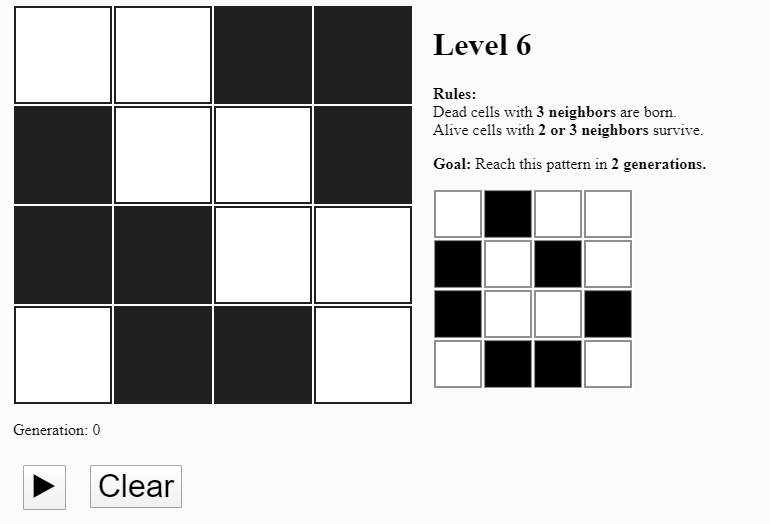 Level 6
Rules:
Dead cells with 3 neighbors are born.
Alive cells with 2 or 3 neighbors survive.
Goal: Reach this pattern in 2 generations.
Generation: 0
Clear